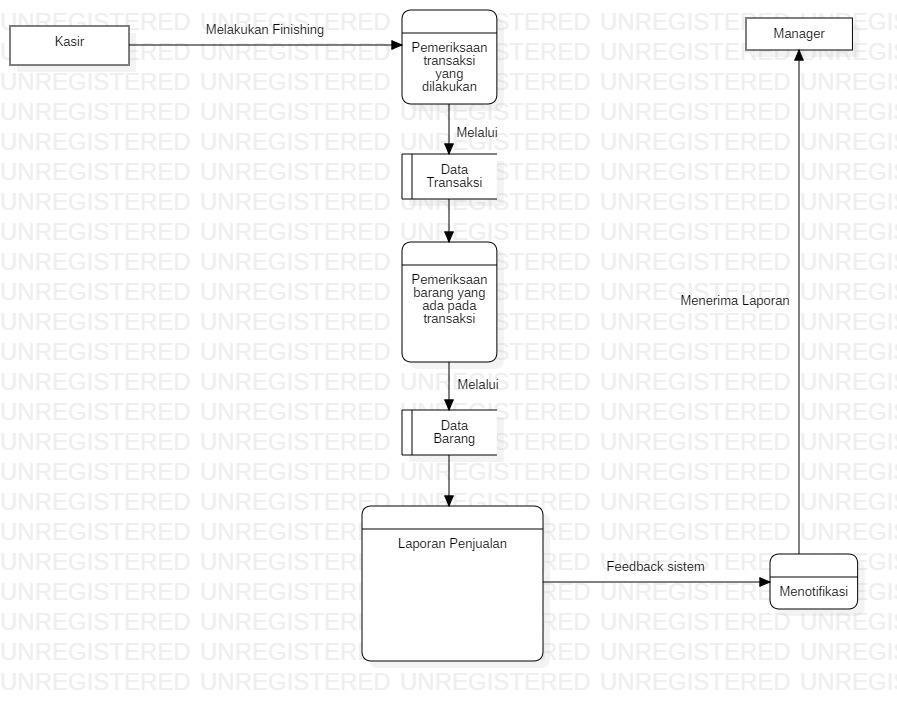 Kasir
Melakukan Finishing
Pemeriksaan
transaksi
yang
dilakukan
Manager
Melalui
Data
Transaksi
Pemeriksaan
barang yang
ada pada
transaksi
Menerima Laporan
Melalui
Data
Barang
Laporan Penjualan
Feedback sistem
Menotifikasi
UNREGISTERED